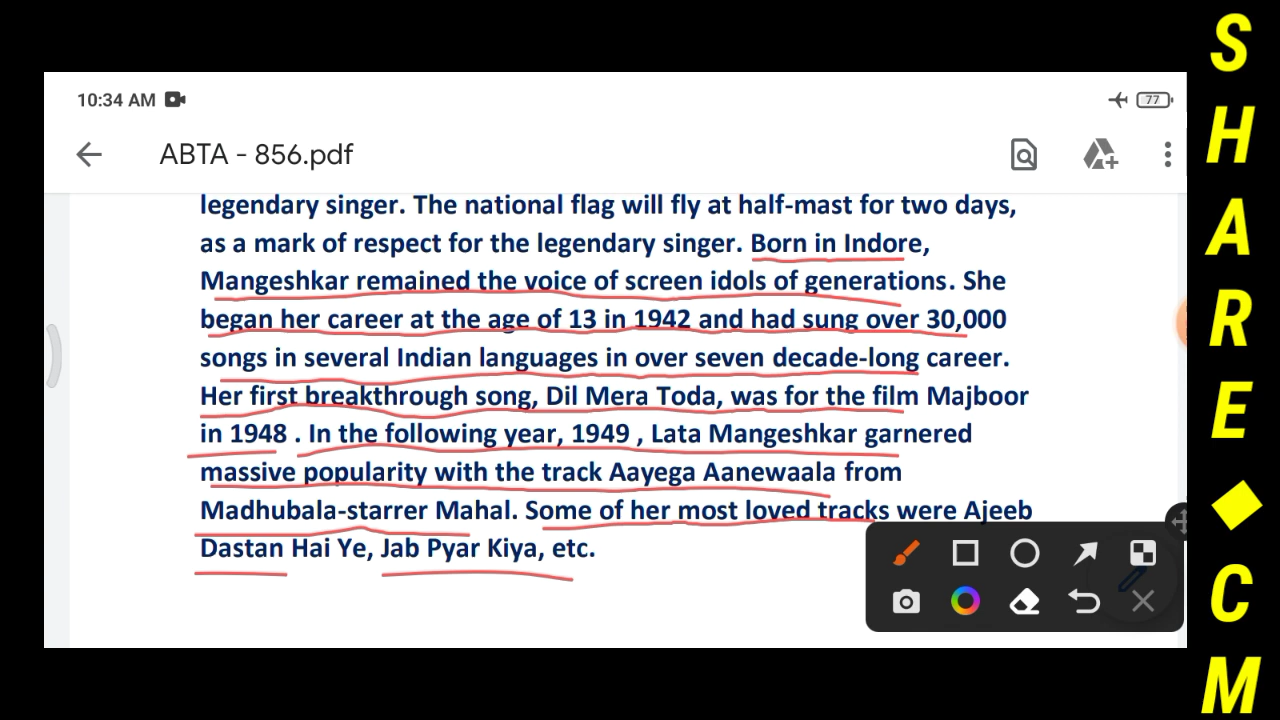 10:34 AM
77
ABTA - 856.pdf
legendary singer. The national flag will fly at half-mast for two days,
as a mark of respect for the legendary singer. Born in Indore,
Mangeshkar remained the voice of screen idols of generations. She
began her career at the age of 13 in 1942 and had sung over 30,000
songs in several Indian languages in over seven decade-long career.
Her first breakthrough song, Dil Mera Toda, was for the film Majboor
in 1948 . In the following year, 1949 , Lata Mangeshkar garnered
massive popularity with the track Aayega Aanewaala from
Madhubala-starrer Mahal. Some of her most loved tracks were Ajeeb
Dastan Hai Ye, Jab Pyar Kiya, etc.
SHARE◆CM